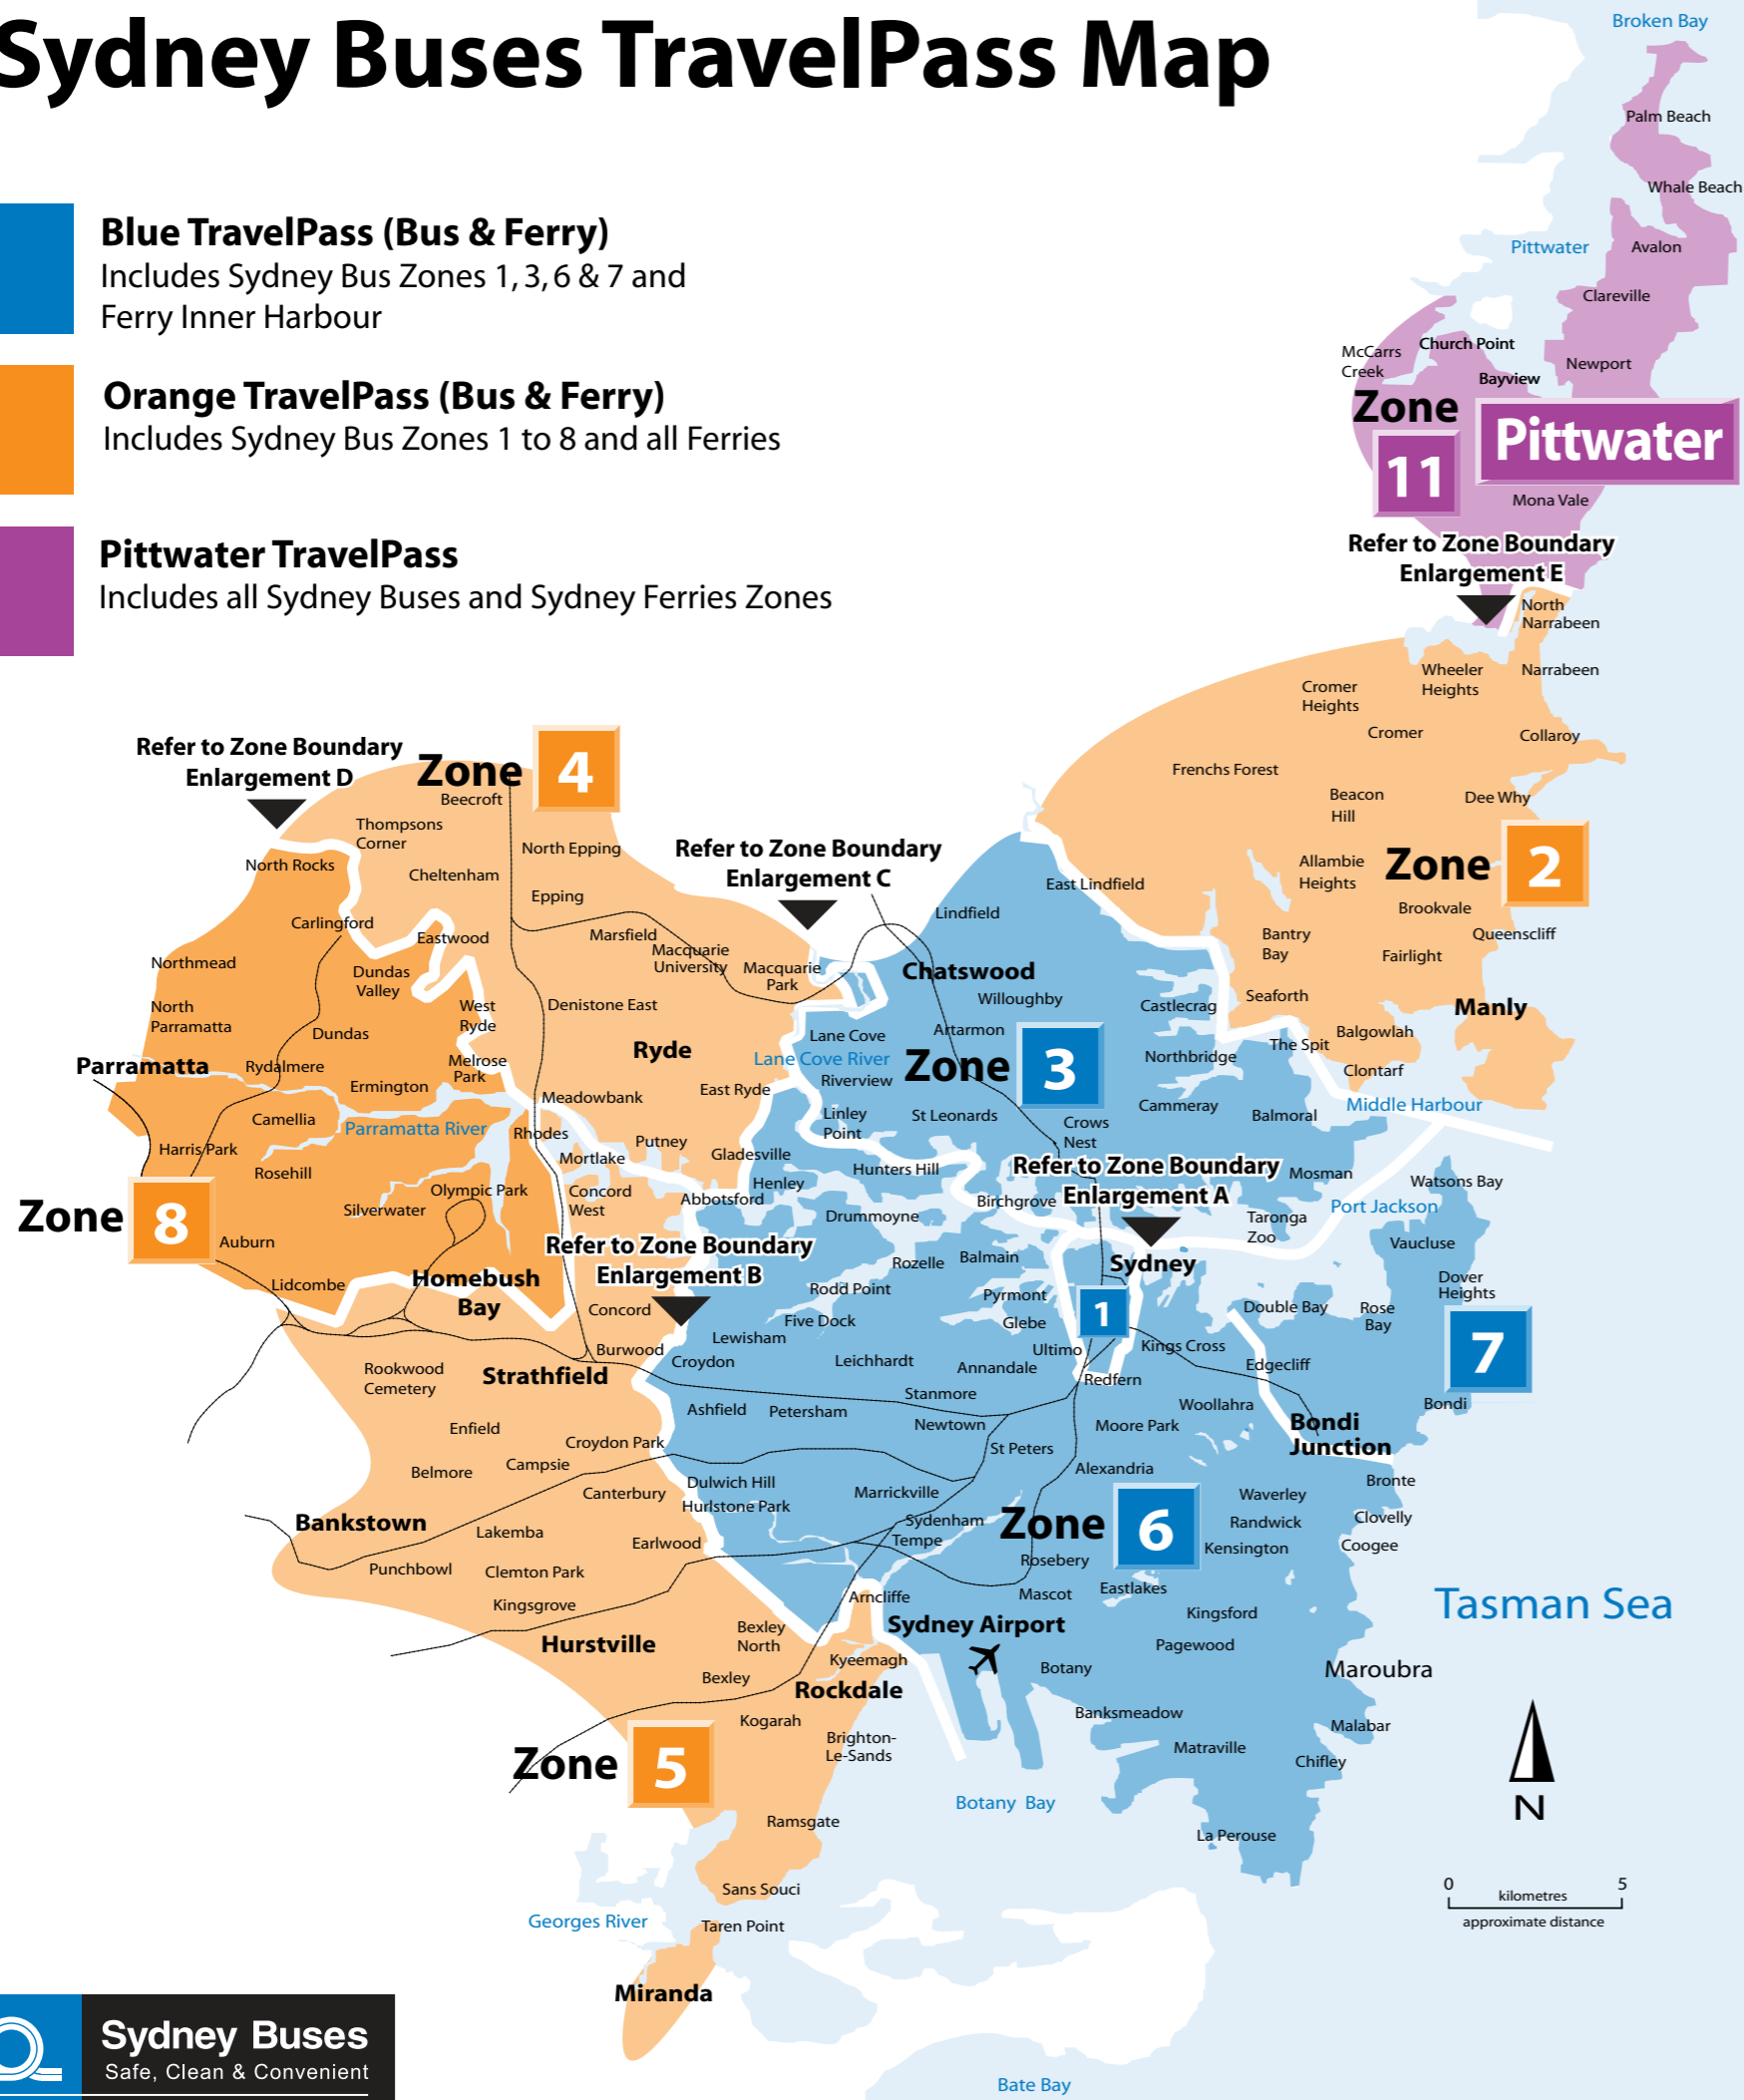 Sydney Buses TravelPass Map
Broken Bay
Palm Beach
Whale Beach
Blue TravelPass (Bus & Ferry)
Includes Sydney Bus Zones 1, 3, 6 & 7 and
Ferry Inner Harbour
Pittwater
Avalon
Clareville
Orange TravelPass (Bus & Ferry)
Includes Sydney Bus Zones 1 to 8 and all Ferries
McCarrs
Creek
Church Point
Newport
Bayview
Zone
11
Pittwater
Mona Vale
Pittwater TravelPass
Includes all Sydney Buses and Sydney Ferries Zones
Refer to Zone Boundary
Enlargement E
North
Narrabeen
Wheeler
Heights
Narrabeen
Cromer
Heights
Cromer
Collaroy
Frenchs Forest
Beacon
Hill
Dee Why
Allambie
Heights
Zone
2
Brookvale
Queenscliff
Bantry
Bay
Fairlight
East Lindfield
Seaforth
Manly
Balgowlah
The Spit
Clontarf
Middle Harbour
Refer to Zone Boundary
Enlargement D
Zone
4
Beecroft
Thompsons
Corner
North Epping
North Rocks
Cheltenham
Epping
Refer to Zone Boundary
Enlargement C
Carlingford
Eastwood
Marsfield
Macquarie
University
Macquarie
Park
Northmead
Dundas
Valley
North
Parramatta
West
Ryde
Denistone East
Dundas
Ryde
Parramatta
Rydalmere
Melrose
Park
Ermington
Meadowbank
East Ryde
Camellia
Parramatta River
Rhodes
Putney
Harris Park
Mortlake
Gladesville
Rosehill
Olympic Park
Concord
West
Abbotsford
Henley
Silverwater
Zone
8
Auburn
Lidcombe
Homebush
Bay
Refer to Zone Boundary
Enlargement B
Concord
Lindfield
Chatswood
Willoughby
Castlecrag
Lane Cove
Artarmon
Lane Cove River
Zone
3
Northbridge
Riverview
Linley
Point
St Leonards
Cammeray
Balmoral
Crows
Nest
Hunters Hill
Refer to Zone Boundary
Enlargement A
Mosman
Watsons Bay
Birchgrove
Port Jackson
Drummoyne
Taronga
Zoo
Vaucluse
Rozelle
Balmain
Sydney
Dover
Heights
Rodd Point
Pyrmont
1
Double Bay
Rose
Bay
Five Dock
Glebe
7
Lewisham
Ultimo
Kings Cross
Burwood
Croydon
Leichhardt
Annandale
Edgecliff
Redfern
Rookwood
Cemetery
Strathfield
Stanmore
Woollahra
Bondi
Ashfield
Petersham
Newtown
Moore Park
Bondi
Junction
Enfield
Croydon Park
St Peters
Belmore
Campsie
Alexandria
Bronte
Dulwich Hill
Canterbury
Marrickville
Waverley
Hurlstone Park
Bankstown
Lakemba
Sydenham
Zone
6
Randwick
Clovelly
Earlwood
Tempe
Kensington
Coogee
Punchbowl
Clemton Park
Rosebery
Arncliffe
Mascot
Eastlakes
Tasman Sea
Kingsgrove
Kingsford
Bexley
North
Sydney Airport
Hurstville
Pagewood
Kyeemagh
Botany
Maroubra
Bexley
Rockdale
Kogarah
Banksmeadow
Malabar
Brighton-
Le-Sands
Matraville
Chifley
Zone
5
Botany Bay
N
Ramsgate
La Perouse
Sans Souci
0
5
kilometres
approximate distance
Georges River
Taren Point
Miranda
Sydney Buses
Safe, Clean & Convenient
Bate Bay